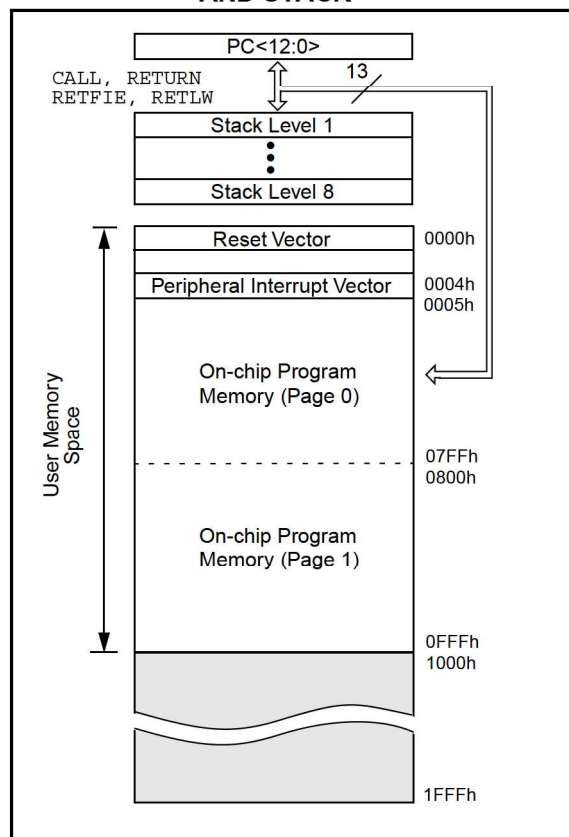 AND STACK
PC<12:0>
CALL, RETURN
RETFIE, RETLW
13
Stack Level 1
Stack Level 8
Reset Vector
0000h
Peripheral Interrupt Vector
0004h
0005h
On-chip Program
Memory (Page 0)
User Memory
Space
07FFh
0800h
On-chip Program
Memory (Page 1)
0FFFh
1000h
1FFFh